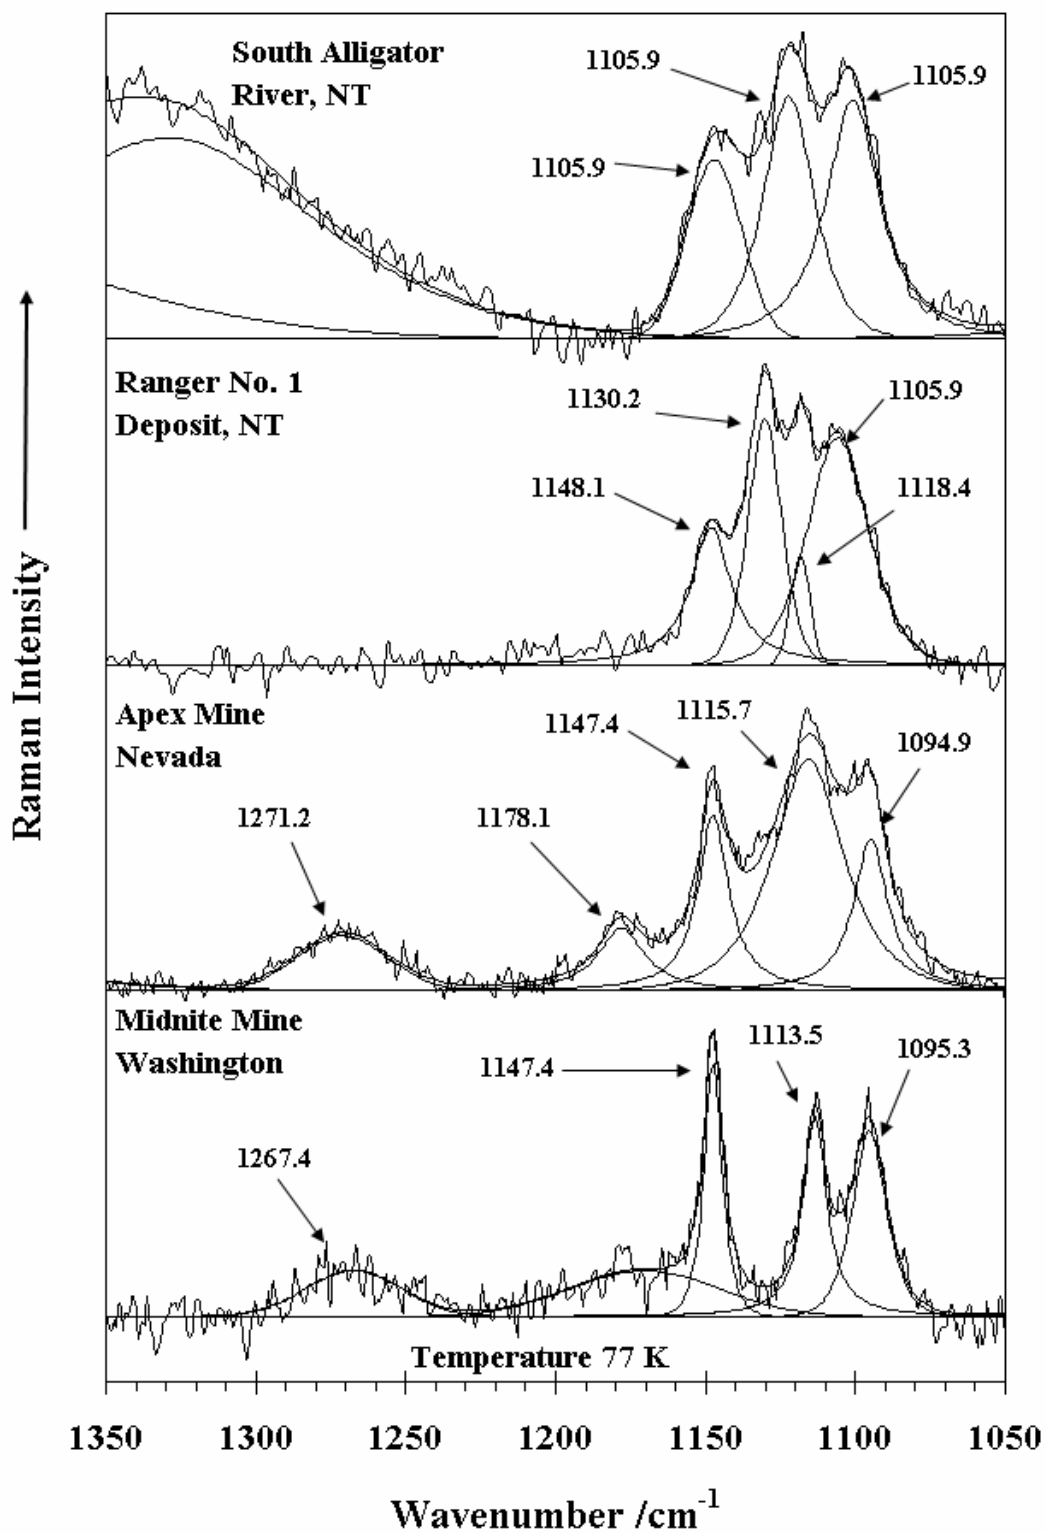 South Alligator
River, NT
1105.9
1105.9
1105.9
Ranger No. 1
Deposit, NT
1130.2
1105.9
1148.1
1118.4
Apex Mine
Nevada
1147.4
1115.7
1094.9
1271.2
1178.1
Midnite Mine
Washington
1147.4
1113.5
1095.3
1267.4
Temperature 77 K
Raman Intensity
1350 1300 1250 1200 1150 1100 1050
Wavenumber /cm⁻¹